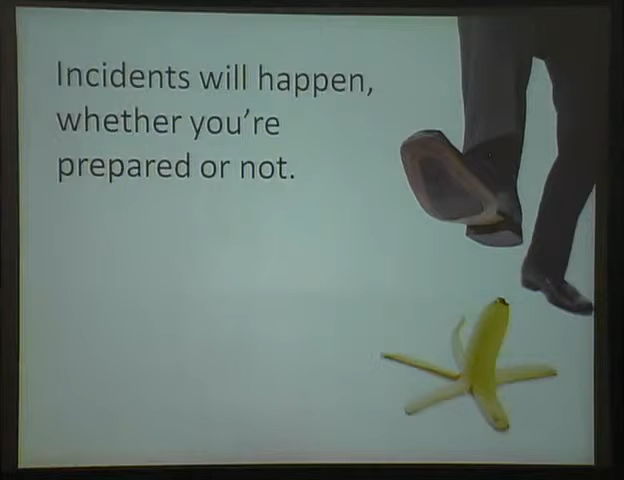 Incidents will happen,
whether you're
prepared or not.